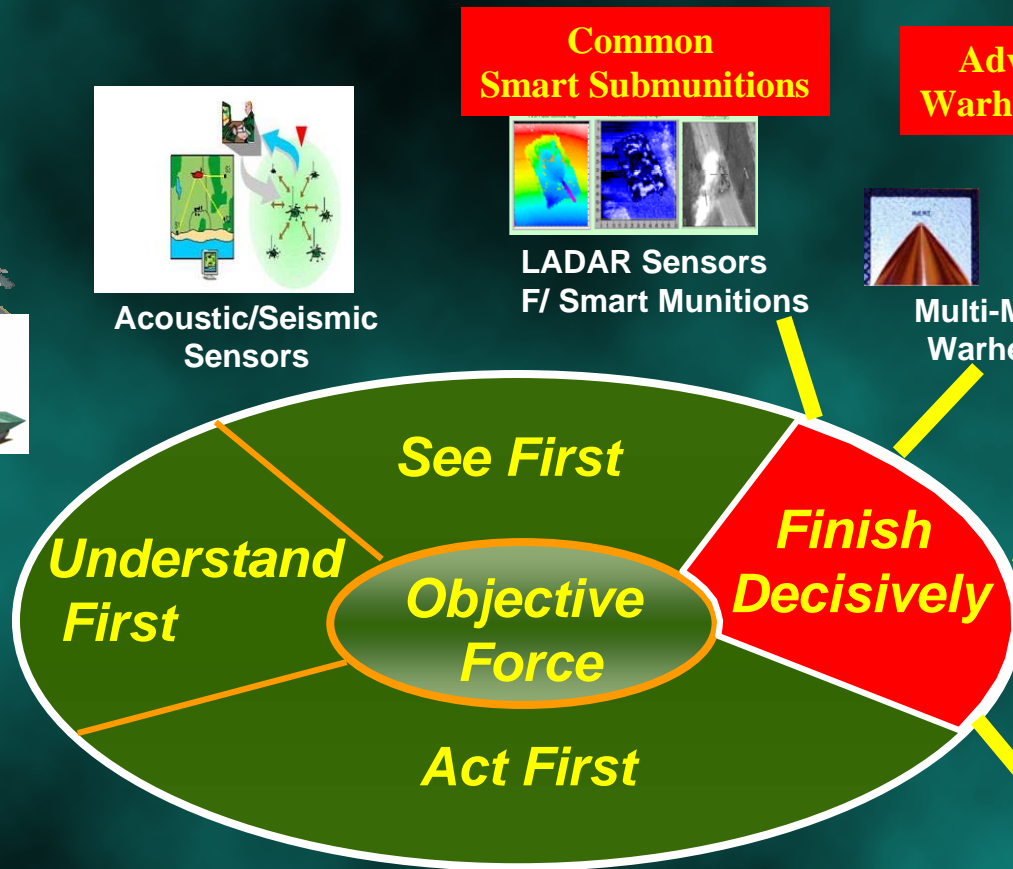 Common
Smart Submunitions
Acoustic/Seismic
Sensors
LADAR Sensors
F/ Smart Munitions
See First
Understand
First
Finish
Decisively
Objective
Force
Act First